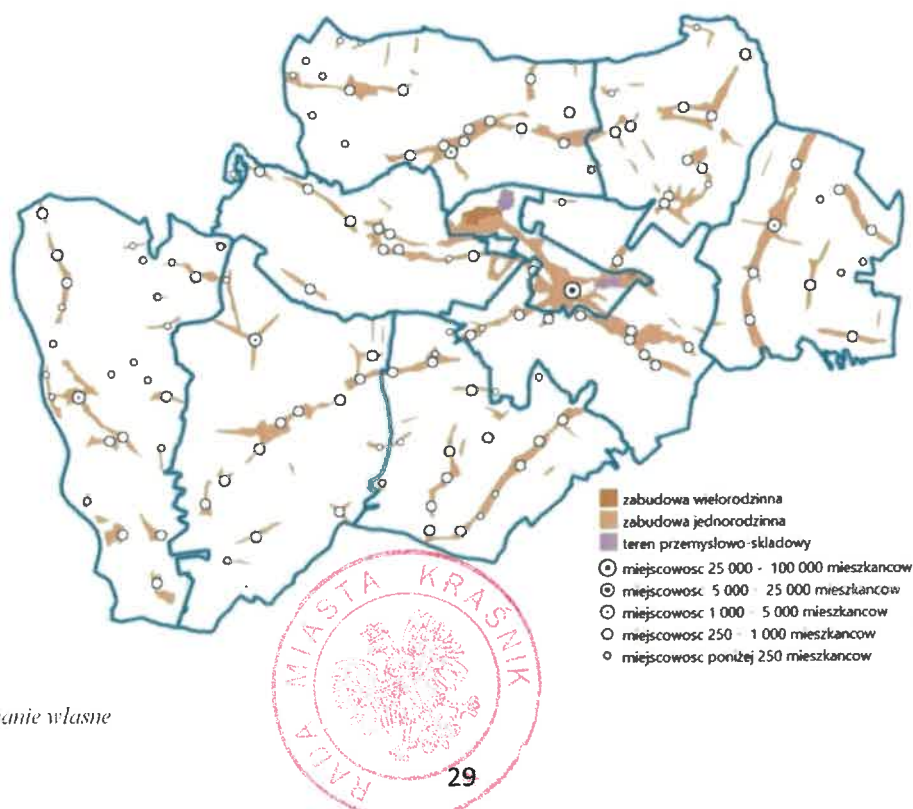 zabudowa wielorodzinna
zabudowa jednorodzinna
teren przemysłowo-składowy
miejscowosc 25 000 - 100 000 mieszkancow
miejscowosc 5 000 - 25 000 mieszkancow
miejscowosc 1 000 - 5 000 mieszkancow
miejscowosc 250 - 1 000 mieszkancow
miejscowosc poniżej 250 mieszkancow
RADA MIASTA KRAŚNIK
anie własne
29